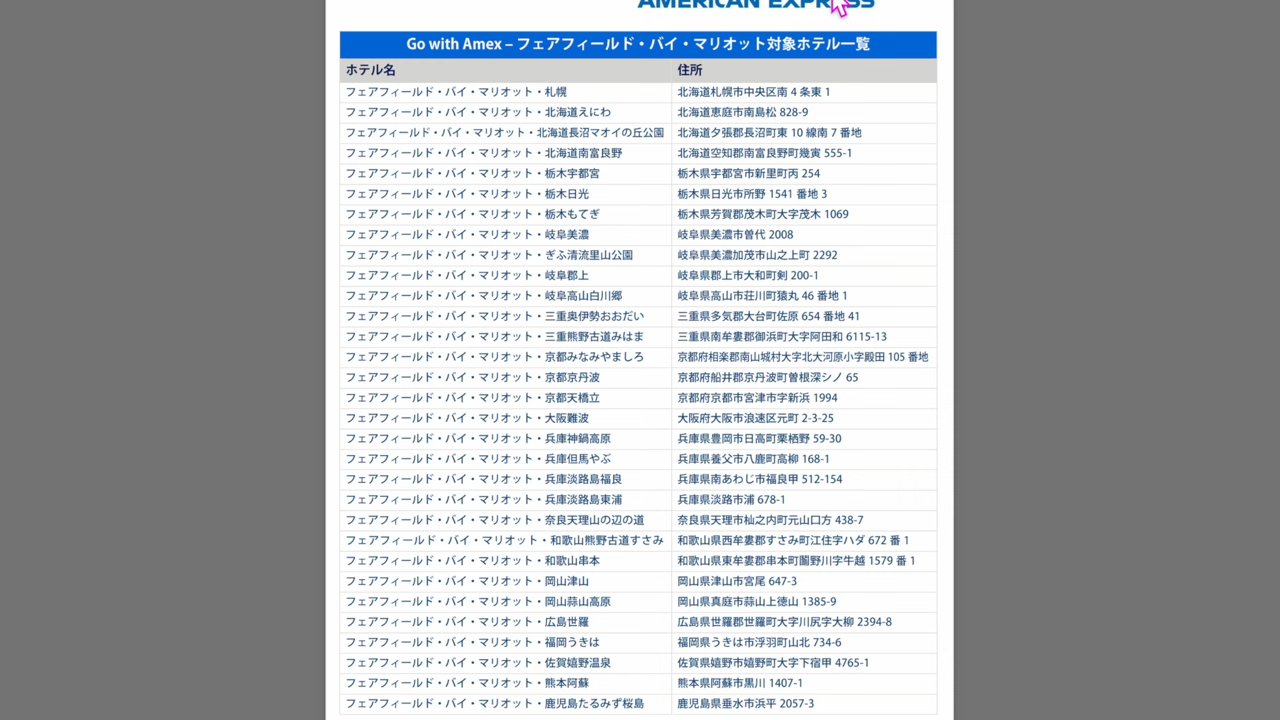 AMERICAN EXPRESS
Go with Amex – フェアフィールド・バイ・マリオット対象ホテル一覧
ホテル名 住所
フェアフィールド・バイ・マリオット・札幌 北海道札幌市中央区南 4 条東 1
フェアフィールド・バイ・マリオット・北海道えにわ 北海道恵庭市南島松 828-9
フェアフィールド・バイ・マリオット・北海道長沼マオイの丘公園 北海道夕張郡長沼町東 10 線南 7 番地
フェアフィールド・バイ・マリオット・北海道南富良野 北海道空知郡南富良野町幾寅 555-1
フェアフィールド・バイ・マリオット・栃木宇都宮 栃木県宇都宮市新里町丙 254
フェアフィールド・バイ・マリオット・栃木日光 栃木県日光市所野 1541 番地 3
フェアフィールド・バイ・マリオット・栃木もてぎ 栃木県芳賀郡茂木町大字茂木 1069
フェアフィールド・バイ・マリオット・岐阜美濃 岐阜県美濃市曽代 2008
フェアフィールド・バイ・マリオット・ぎふ清流里山公園 岐阜県美濃加茂市山之上町 2292
フェアフィールド・バイ・マリオット・岐阜郡上 岐阜県郡上市大和町剣 200-1
フェアフィールド・バイ・マリオット・岐阜高山白川郷 岐阜県高山市荘川町猿丸 46 番地 1
フェアフィールド・バイ・マリオット・三重奥伊勢おおだい 三重県多気郡大台町佐原 654 番地 41
フェアフィールド・バイ・マリオット・三重熊野古道みはま 三重県南牟婁郡御浜町大字阿田和 6115-13
フェアフィールド・バイ・マリオット・京都みなみやましろ 京都府相楽郡南山城村大字北大河原小字殿田 105 番地
フェアフィールド・バイ・マリオット・京都京丹波 京都府船井郡京丹波町曽根深シノ 65
フェアフィールド・バイ・マリオット・京都天橋立 京都府京都市宮津市字新浜 1994
フェアフィールド・バイ・マリオット・大阪難波 大阪府大阪市浪速区元町 2-3-25
フェアフィールド・バイ・マリオット・兵庫神鍋高原 兵庫県豊岡市日高町栗栖野 59-30
フェアフィールド・バイ・マリオット・兵庫但馬やぶ 兵庫県養父市八鹿町高柳 168-1
フェアフィールド・バイ・マリオット・兵庫淡路島福良 兵庫県南あわじ市福良甲 512-154
フェアフィールド・バイ・マリオット・兵庫淡路島東浦 兵庫県淡路市浦 678-1
フェアフィールド・バイ・マリオット・奈良天理山の辺の道 奈良県天理市杣之内町元山口方 438-7
フェアフィールド・バイ・マリオット・和歌山熊野古道すさみ 和歌山県西牟婁郡すさみ町江住字ハダ 672 番 1
フェアフィールド・バイ・マリオット・和歌山串本 和歌山県東牟婁郡串本町鬮野川字牛越 1579 番 1
フェアフィールド・バイ・マリオット・岡山津山 岡山県津山市宮尾 647-3
フェアフィールド・バイ・マリオット・岡山蒜山高原 岡山県真庭市蒜山上徳山 1385-9
フェアフィールド・バイ・マリオット・広島世羅 広島県世羅郡世羅町大字川尻字大柳 2394-8
フェアフィールド・バイ・マリオット・福岡うきは 福岡県うきは市浮羽町山北 734-6
フェアフィールド・バイ・マリオット・佐賀嬉野温泉 佐賀県嬉野市嬉野町大字下宿甲 4765-1
フェアフィールド・バイ・マリオット・熊本阿蘇 熊本県阿蘇市黒川 1407-1
フェアフィールド・バイ・マリオット・鹿児島たるみず桜島 鹿児島県垂水市浜平 2057-3